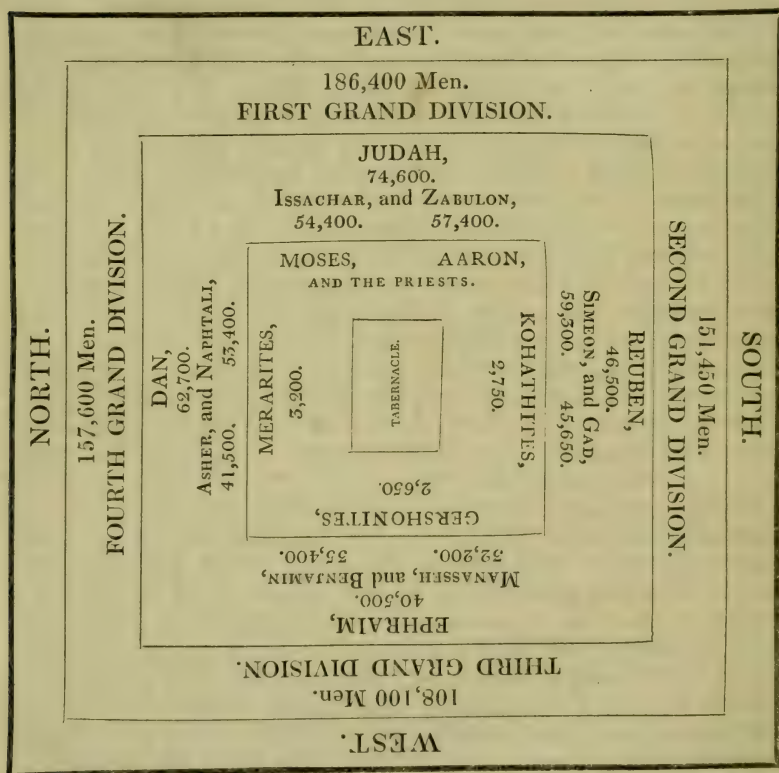 EAST.
186,400 Men.
FIRST GRAND DIVISION.
JUDAH,
74,600.
ISSACHAR, and ZABULON,
54,400. 57,400.
MOSES, AARON,
AND THE PRIESTS.
TABERNACLE.
SOUTH.
151,450 Men.
SECOND GRAND DIVISION.
REUBEN,
46,500.
SIMEON, and GAD,
59,300. 45,650.
KOHATHITES,
2,750.
WEST.
108,100 Men.
THIRD GRAND DIVISION.
EPHRAIM,
40,500.
MANASSEH, and BENJAMIN,
32,200. 35,400.
GERSHONITES,
2,650.
NORTH.
157,600 Men.
FOURTH GRAND DIVISION.
DAN,
62,700.
ASHER, and NAPHTALI,
41,500. 53,400.
MERARITES,
3,200.